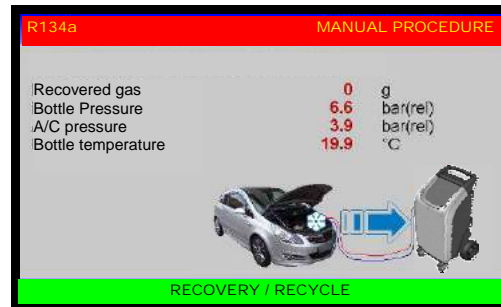 R134a MANUAL PROCEDURE
Recovered gas 0 g
Bottle Pressure 6.6 bar(rel)
A/C pressure 3.9 bar(rel)
Bottle temperature 19.9 °C
RECOVERY / RECYCLE